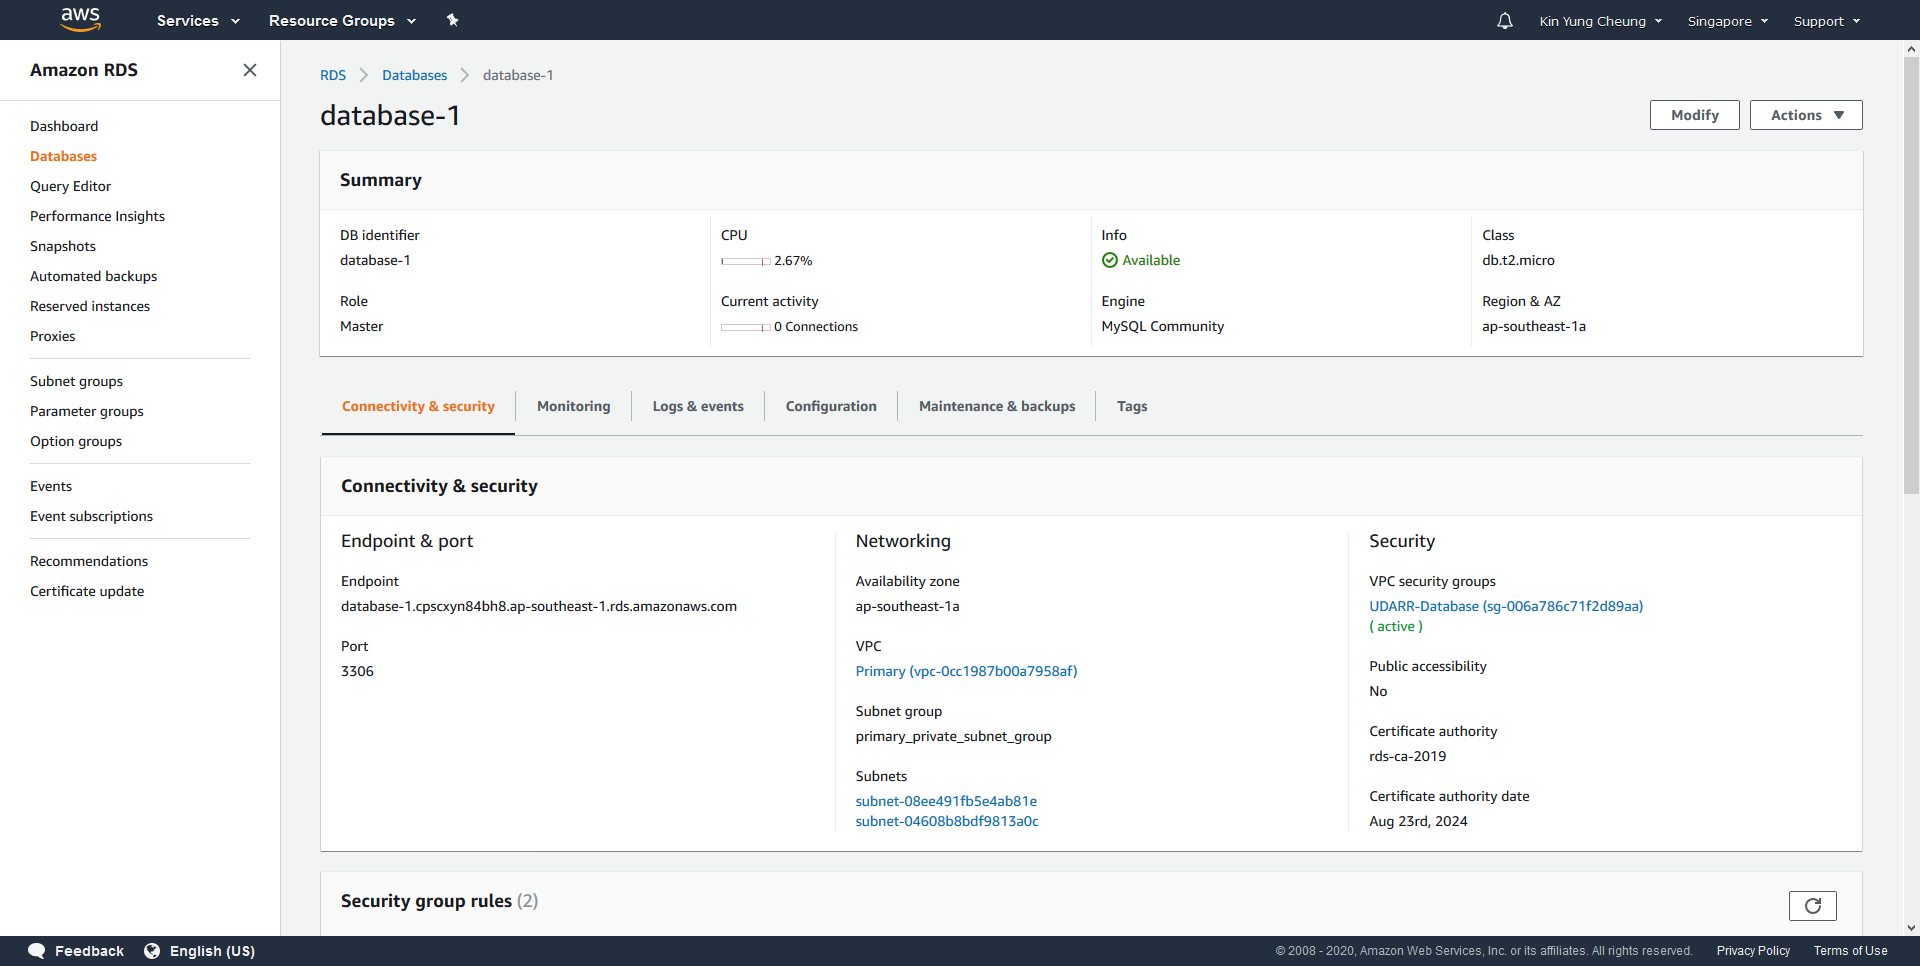 aws Services Resource Groups Kin Yung Cheung Singapore Support
Amazon RDS
Dashboard
Databases
Query Editor
Performance Insights
Snapshots
Automated backups
Reserved instances
Proxies
Subnet groups
Parameter groups
Option groups
Events
Event subscriptions
Recommendations
Certificate update
RDS Databases database-1
database-1
Modify Actions
Summary
DB identifier
database-1
Role
Master
CPU
2.67%
Current activity
0 Connections
Info
Available
Engine
MySQL Community
Class
db.t2.micro
Region & AZ
ap-southeast-1a
Connectivity & security Monitoring Logs & events Configuration Maintenance & backups Tags
Connectivity & security
Endpoint & port
Endpoint
database-1.cpscxyn84bh8.ap-southeast-1.rds.amazonaws.com
Port
3306
Networking
Availability zone
ap-southeast-1a
VPC
Primary (vpc-0cc1987b00a7958af)
Subnet group
primary_private_subnet_group
Subnets
subnet-08ee491fb5e4ab81e
subnet-04608b8bdf9813a0c
Security
VPC security groups
UDARR-Database (sg-006a786c71f2d89aa)
( active )
Public accessibility
No
Certificate authority
rds-ca-2019
Certificate authority date
Aug 23rd, 2024
Security group rules (2)
Feedback English (US) © 2008 - 2020, Amazon Web Services, Inc. or its affiliates. All rights reserved. Privacy Policy Terms of Use